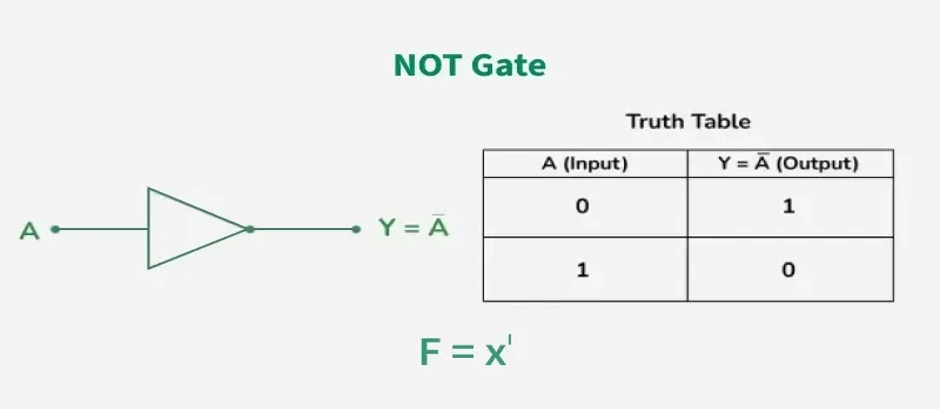 NOT Gate
Truth Table
A (Input) Y = A̅ (Output)
0 1
1 0
A Y = A̅
F = x'